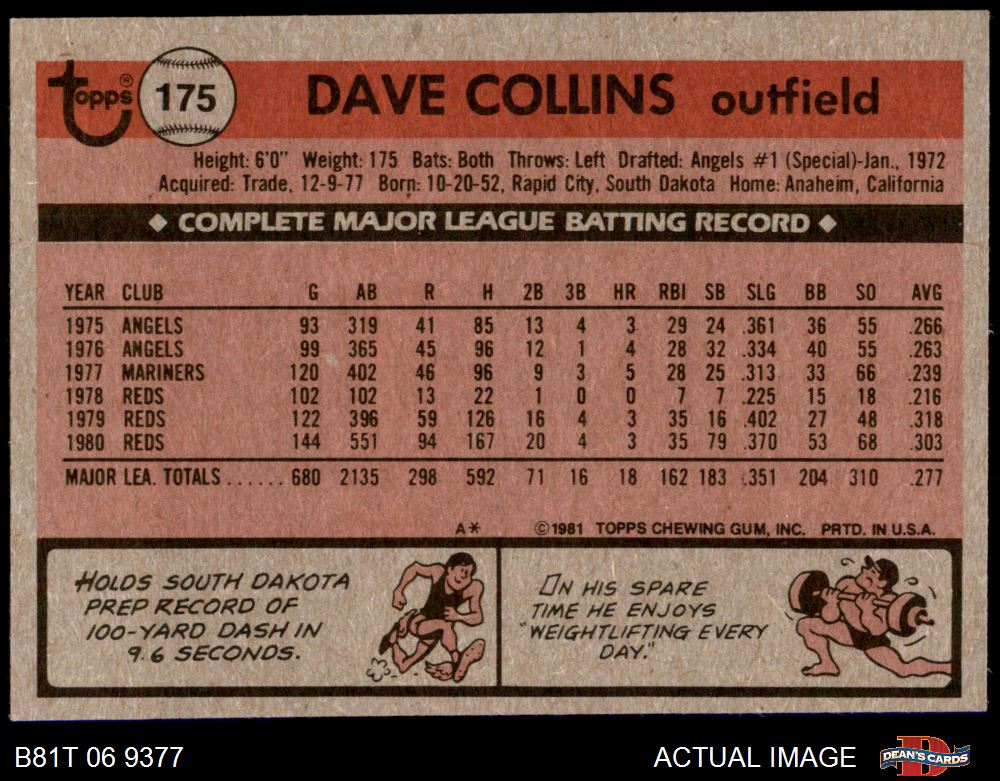 Topps® 175 DAVE COLLINS outfield
Height: 6'0" Weight: 175 Bats: Both Throws: Left Drafted: Angels #1 (Special)-Jan., 1972
Acquired: Trade, 12-9-77 Born: 10-20-52, Rapid City, South Dakota Home: Anaheim, California
◆ COMPLETE MAJOR LEAGUE BATTING RECORD ◆
YEAR CLUB G AB R H 2B 3B HR RBI SB SLG BB SO AVG
1975 ANGELS 93 319 41 85 13 4 3 29 24 .361 36 55 .266
1976 ANGELS 99 365 45 96 12 1 4 28 32 .334 40 55 .263
1977 MARINERS 120 402 46 96 9 3 5 28 25 .313 33 66 .239
1978 REDS 102 102 13 22 1 0 0 7 7 .225 15 18 .216
1979 REDS 122 396 59 126 16 4 3 35 16 .402 27 48 .318
1980 REDS 144 551 94 167 20 4 3 35 79 .370 53 68 .303
MAJOR LEA. TOTALS ...... 680 2135 298 592 71 16 18 162 183 .351 204 310 .277
A* ©1981 TOPPS CHEWING GUM, INC. PRTD. IN U.S.A.
HOLDS SOUTH DAKOTA
PREP RECORD OF
100-YARD DASH IN
9.6 SECONDS.
IN HIS SPARE
TIME HE ENJOYS
"WEIGHTLIFTING EVERY
DAY."
B81T 06 9377 ACTUAL IMAGE DEAN'S CARDS